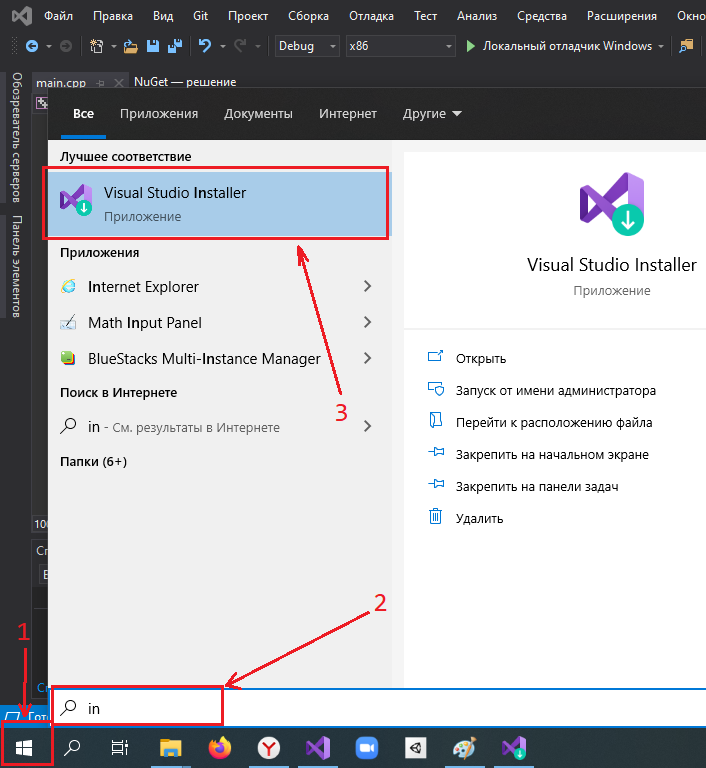 Файл Правка Вид Git Проект Сборка Отладка Тест Анализ Средства Расширения Окно
Debug x86 Локальный отладчик Windows
main.cpp NuGet — решение
Обозреватель серверов
Панель элементов
Все Приложения Документы Интернет Другие
Лучшее соответствие
Visual Studio Installer
Приложение
Приложения
Internet Explorer
Math Input Panel
BlueStacks Multi-Instance Manager
Поиск в Интернете
in - См. результаты в Интернете
3
Папки (6+)
Visual Studio Installer
Приложение
Открыть
Запуск от имени администратора
Перейти к расположению файла
Закрепить на начальном экране
Закрепить на панели задач
Удалить
2
1
in